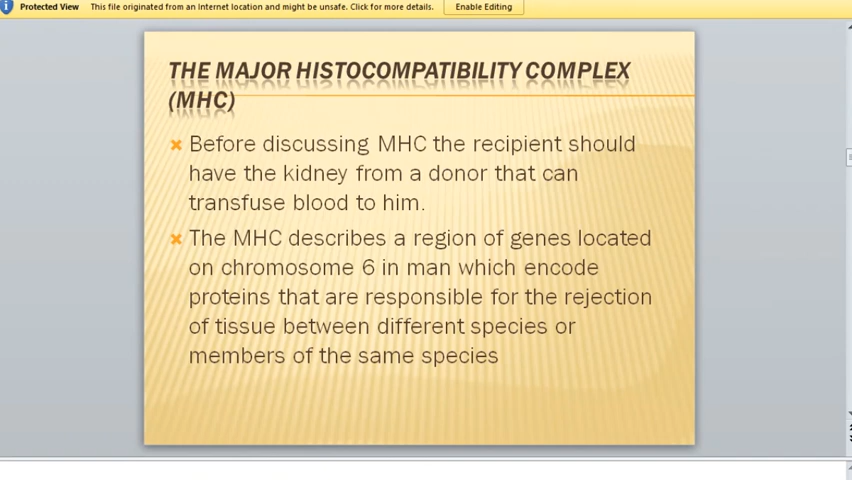 Protected View This file originated from an Internet location and might be unsafe. Click for more details. Enable Editing
THE MAJOR HISTOCOMPATIBILITY COMPLEX
(MHC)
Before discussing MHC the recipient should
have the kidney from a donor that can
transfuse blood to him.
The MHC describes a region of genes located
on chromosome 6 in man which encode
proteins that are responsible for the rejection
of tissue between different species or
members of the same species